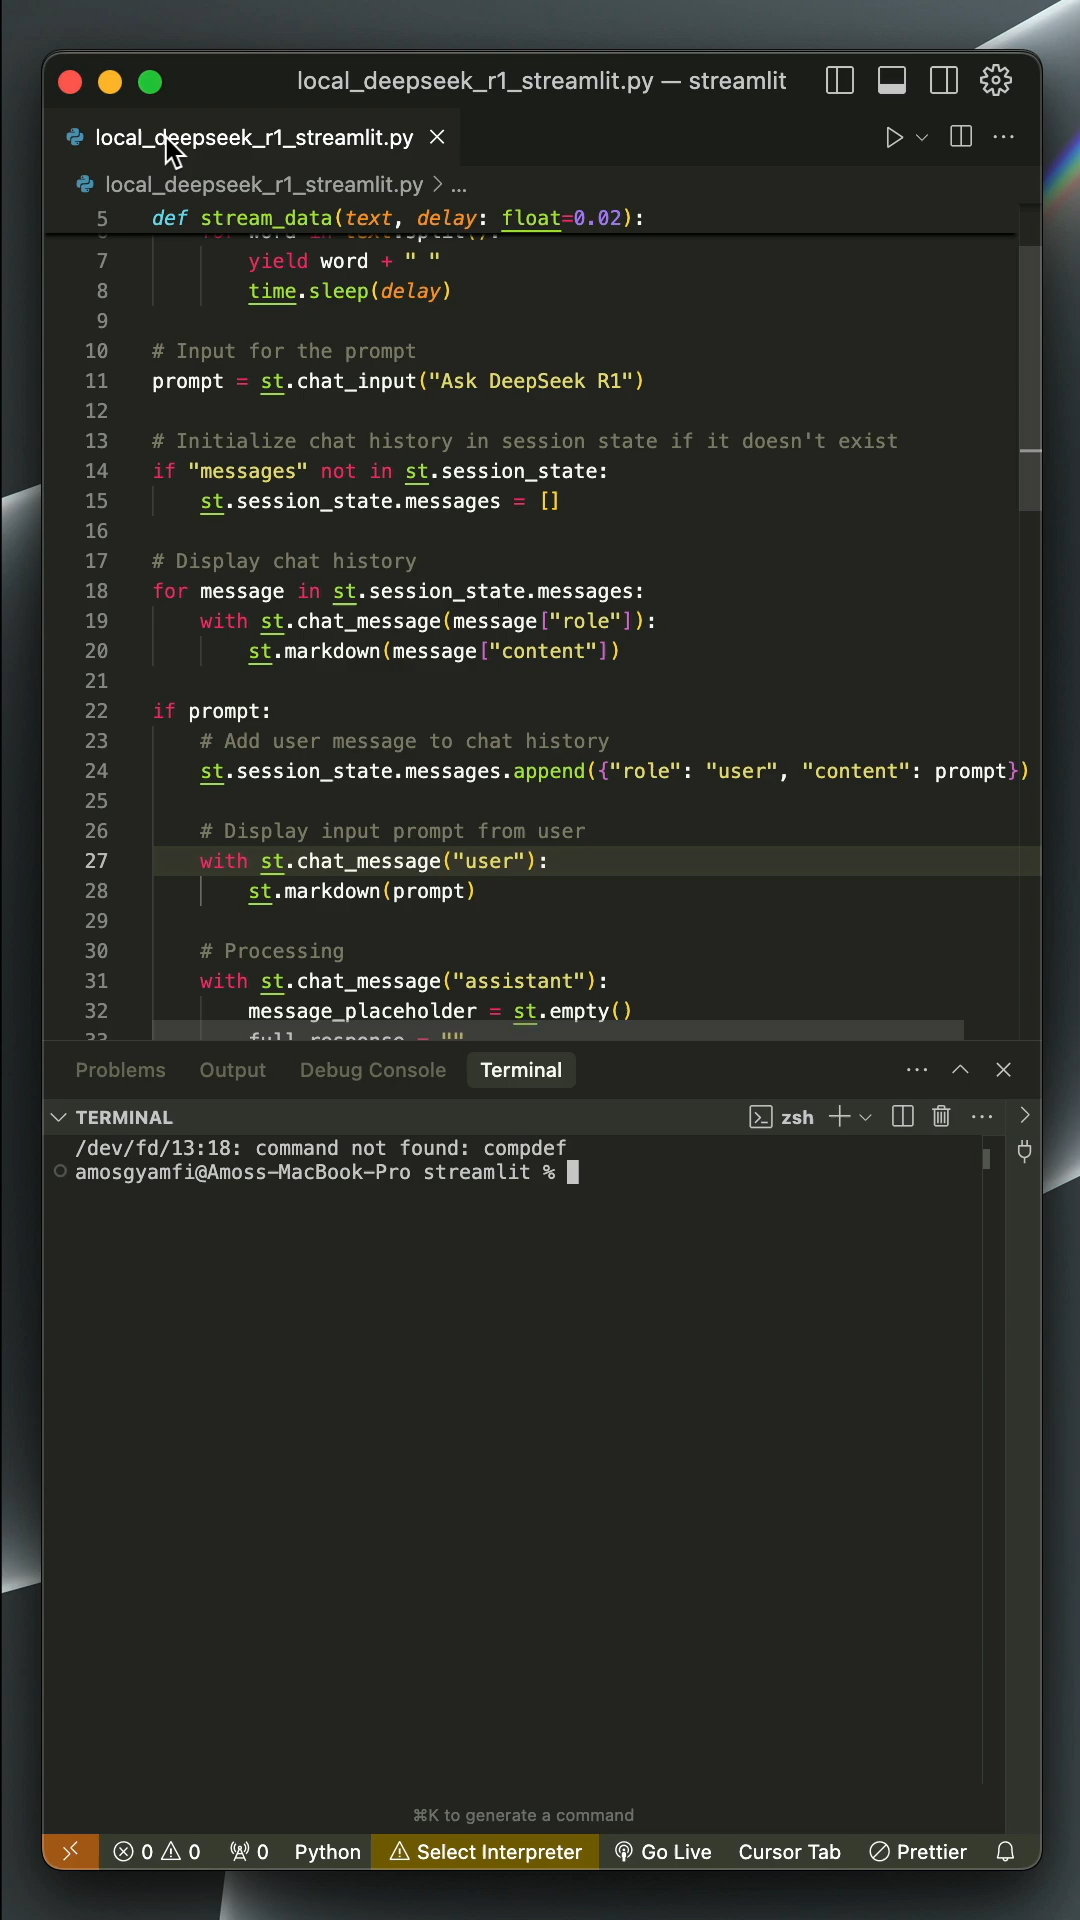 local_deepseek_r1_streamlit.py — streamlit
local_deepseek_r1_streamlit.py
local_deepseek_r1_streamlit.py > ...
5 def stream_data(text, delay: float=0.02):
7 yield word + " "
8 time.sleep(delay)
9
10 # Input for the prompt
11 prompt = st.chat_input("Ask DeepSeek R1")
12
13 # Initialize chat history in session state if it doesn't exist
14 if "messages" not in st.session_state:
15 st.session_state.messages = []
16
17 # Display chat history
18 for message in st.session_state.messages:
19 with st.chat_message(message["role"]):
20 st.markdown(message["content"])
21
22 if prompt:
23 # Add user message to chat history
24 st.session_state.messages.append({"role": "user", "content": prompt})
25
26 # Display input prompt from user
27 with st.chat_message("user"):
28 st.markdown(prompt)
29
30 # Processing
31 with st.chat_message("assistant"):
32 message_placeholder = st.empty()
33 full_response = ""
Problems Output Debug Console Terminal
TERMINAL zsh
/dev/fd/13:18: command not found: compdef
amosgyamfi@Amoss-MacBook-Pro streamlit %
⌘K to generate a command
0 0 0 Python Select Interpreter Go Live Cursor Tab Prettier